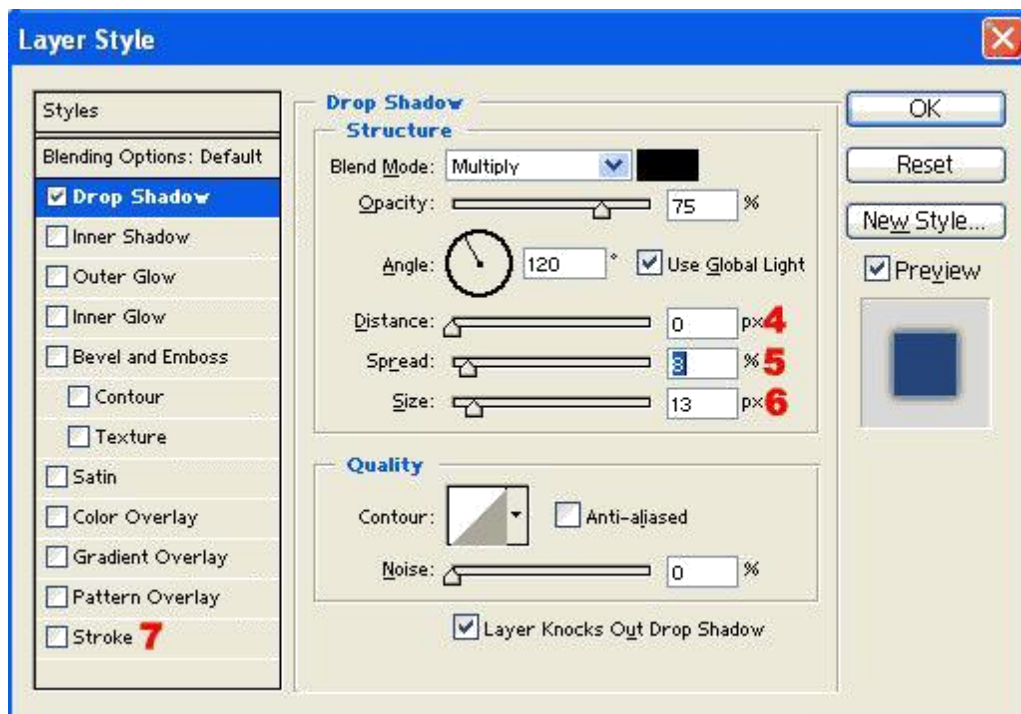 Layer Style
Styles
Blending Options: Default
Drop Shadow
Inner Shadow
Outer Glow
Inner Glow
Bevel and Emboss
Contour
Texture
Satin
Color Overlay
Gradient Overlay
Pattern Overlay
Stroke 7
Drop Shadow
Structure
Blend Mode: Multiply
Opacity: 75 %
Angle: 120 ° Use Global Light
Distance: 0 px 4
Spread: 8 % 5
Size: 13 px 6
Quality
Contour: Anti-aliased
Noise: 0 %
Layer Knocks Out Drop Shadow
OK
Reset
New Style...
Preview